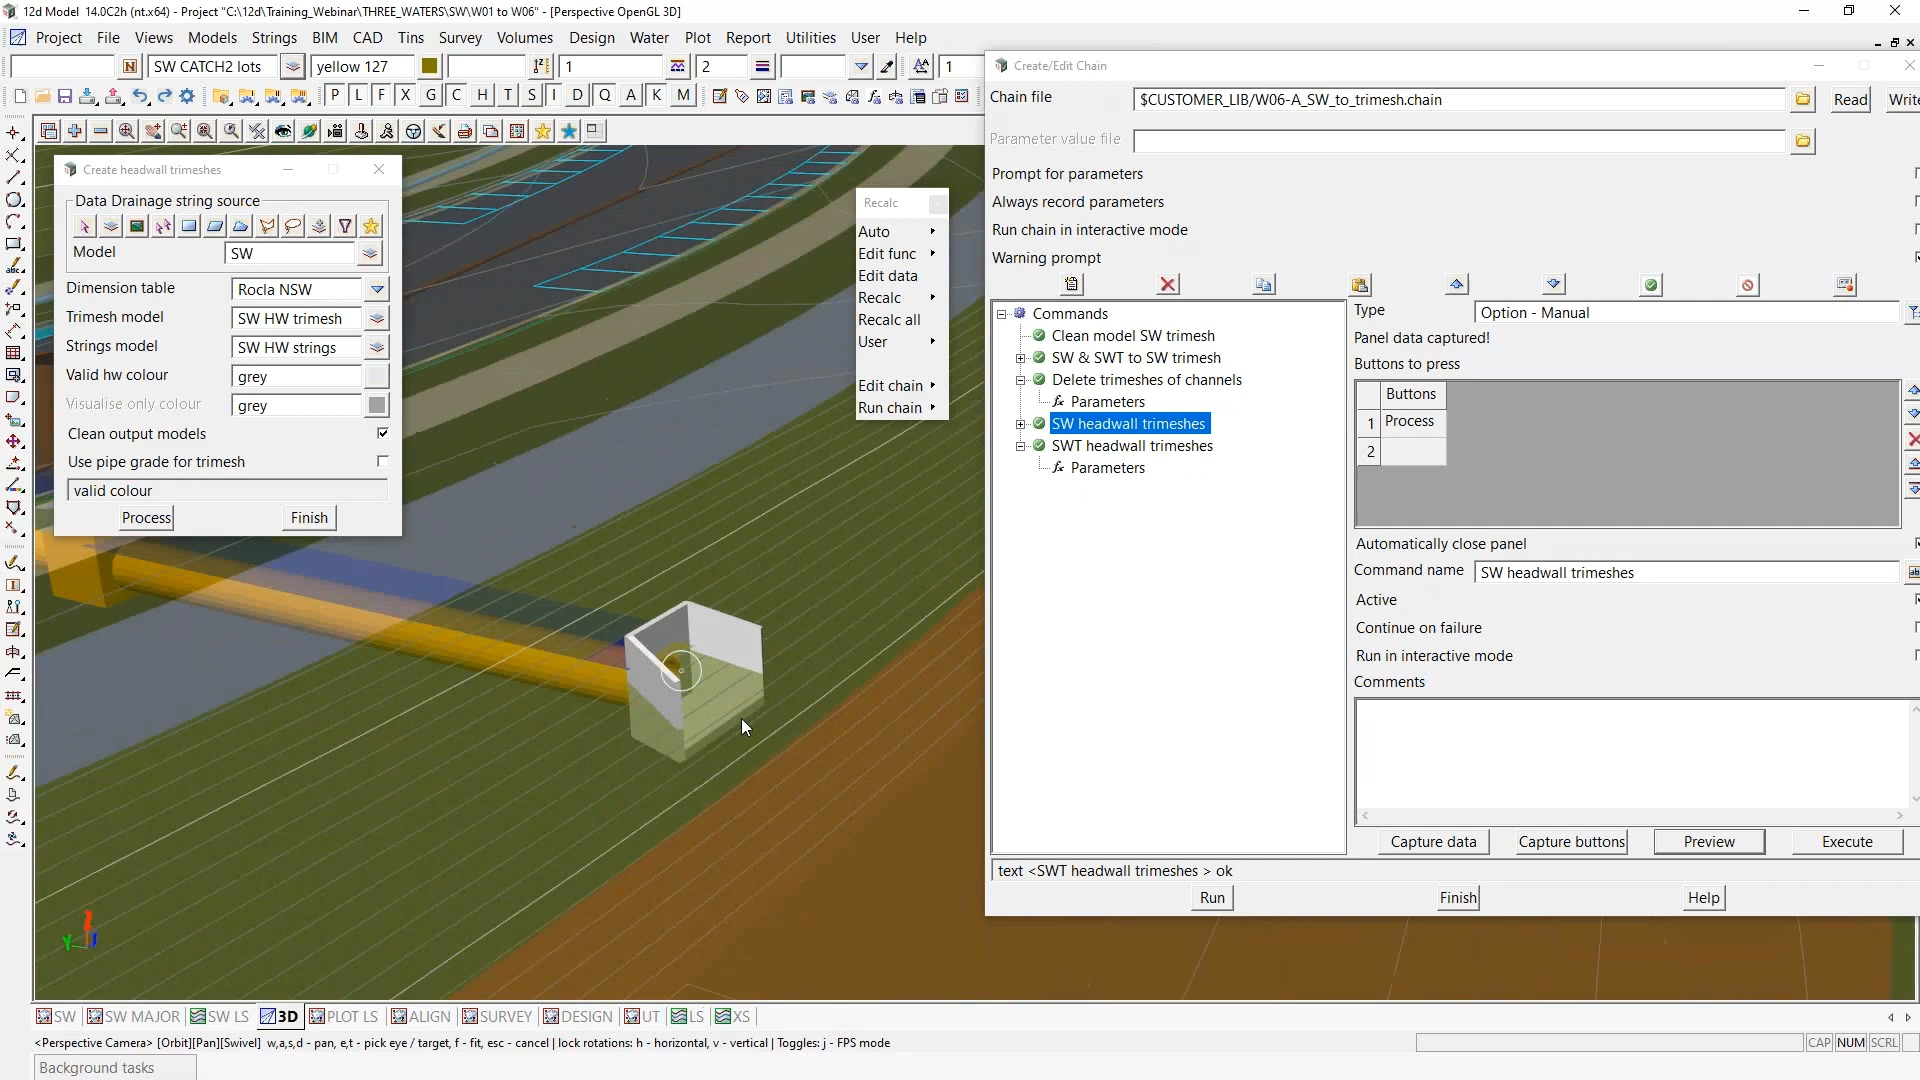 12d Model 14.0C2h (nt.x64) - Project "C:\12d\Training_Webinar\THREE_WATERS\SW\W01 to W06" - [Perspective OpenGL 3D]
Project File Views Models Strings BIM CAD Tins Survey Volumes Design Water Plot Report Utilities User Help
N SW CATCH2 lots yellow 127 1 2 1
P L F X G C H T S I D Q A K M
Create headwall trimeshes
Data Drainage string source
Model SW
Dimension table Rocla NSW
Trimesh model SW HW trimesh
Strings model SW HW strings
Valid hw colour grey
Visualise only colour grey
Clean output models
Use pipe grade for trimesh
valid colour
Process Finish
Recalc
Auto
Edit func
Edit data
Recalc
Recalc all
User
Edit chain
Run chain
Create/Edit Chain
Chain file $CUSTOMER_LIB/W06-A_SW_to_trimesh.chain Read Write
Parameter value file
Prompt for parameters
Always record parameters
Run chain in interactive mode
Warning prompt
Commands
Clean model SW trimesh
SW & SWT to SW trimesh
Delete trimeshes of channels
fx Parameters
SW headwall trimeshes
SWT headwall trimeshes
fx Parameters
Type Option - Manual
Panel data captured!
Buttons to press
Buttons
1 Process
2
Automatically close panel
Command name SW headwall trimeshes
Active
Continue on failure
Run in interactive mode
Comments
Capture data Capture buttons Preview Execute
text <SWT headwall trimeshes > ok
Run Finish Help
SW SW MAJOR SW LS 3D PLOT LS ALIGN SURVEY DESIGN UT LS XS
<Perspective Camera> [Orbit][Pan][Swivel] w,a,s,d - pan, e,t - pick eye / target, f - fit, esc - cancel | lock rotations: h - horizontal, v - vertical | Toggles: j - FPS mode
CAP NUM SCRL
Background tasks